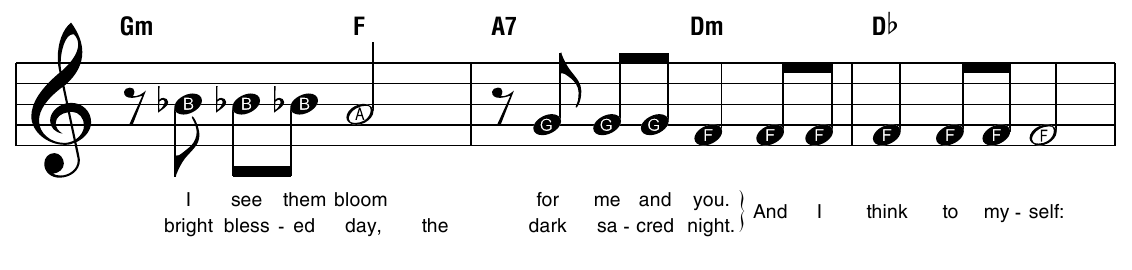 Gm F A7 Dm D♭
♭B ♭B ♭B A G G G F F F F F F F
I see them bloom for me and you.
And I think to my - self:
bright bless - ed day, the dark sa - cred night.